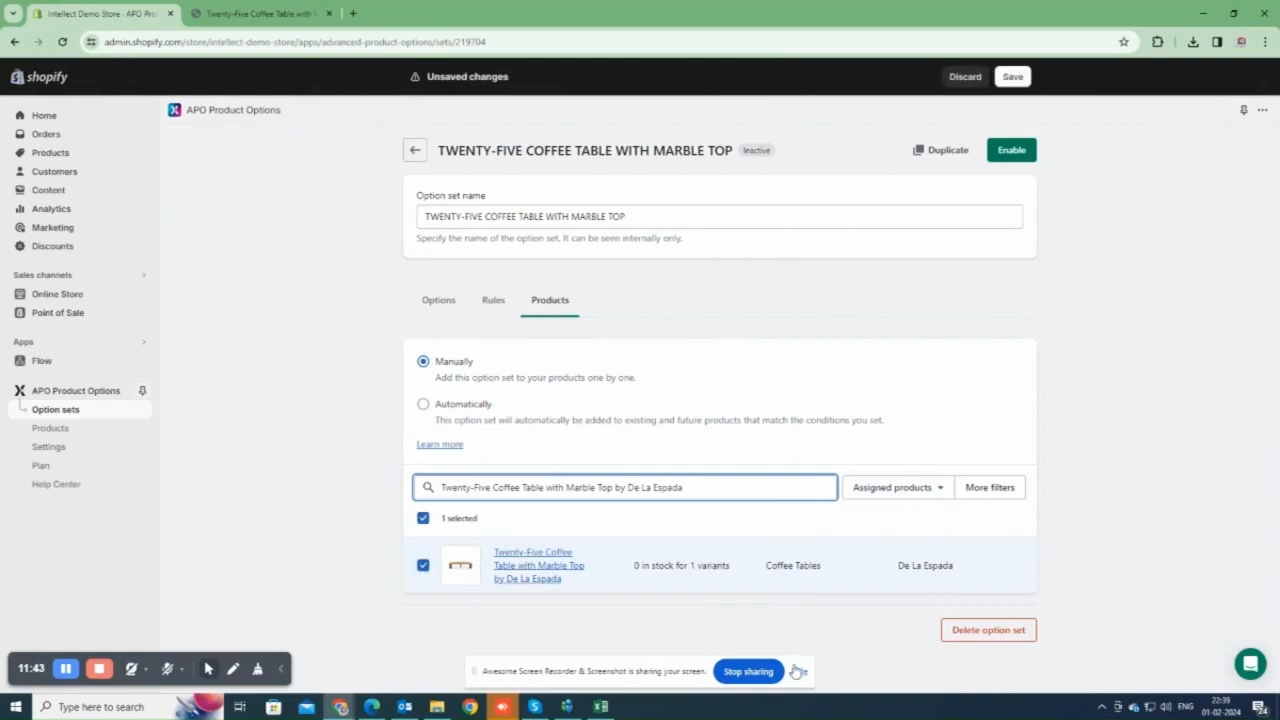 Intellect Demo Store - APO Pro
Twenty-Five Coffee Table with
admin.shopify.com/store/intellect-demo-store/apps/advanced-product-options/sets/219704
shopify
Unsaved changes
Discard
Save
Home
Orders
Products
Customers
Content
Analytics
Marketing
Discounts
Sales channels
Online Store
Point of Sale
Apps
Flow
APO Product Options
Option sets
Products
Settings
Plan
Help Center
APO Product Options
TWENTY-FIVE COFFEE TABLE WITH MARBLE TOP
Inactive
Duplicate
Enable
Option set name
TWENTY-FIVE COFFEE TABLE WITH MARBLE TOP
Specify the name of the option set. It can be seen internally only.
Options
Rules
Products
Manually
Add this option set to your products one by one.
Automatically
This option set will automatically be added to existing and future products that match the conditions you set.
Learn more
Twenty-Five Coffee Table with Marble Top by De La Espada
Assigned products
More filters
1 selected
Twenty-Five Coffee
Table with Marble Top
by De La Espada
0 in stock for 1 variants
Coffee Tables
De La Espada
Delete option set
11:43
Awesome Screen Recorder & Screenshot is sharing your screen.
Stop sharing
Type here to search
ENG
22:39
01-02-2024
24